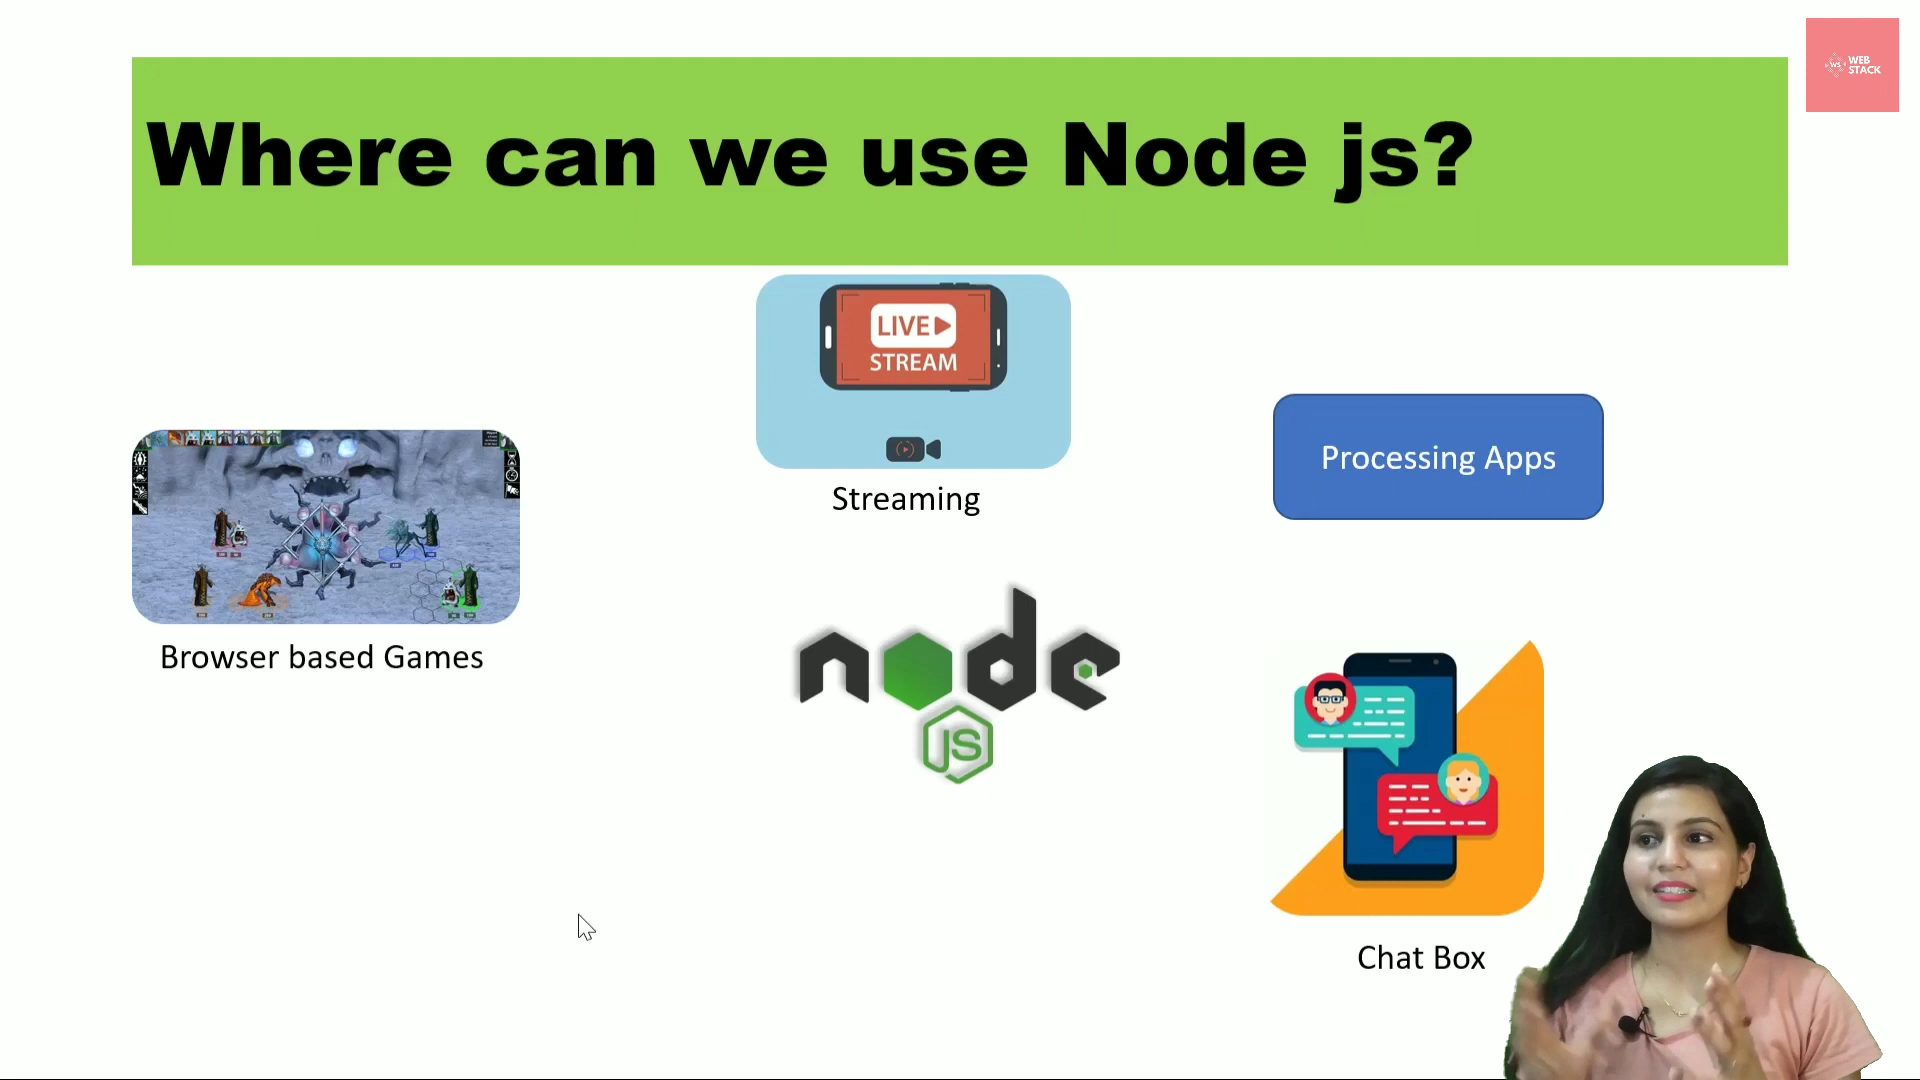 Where can we use Node js?
WS
WEB
STACK
LIVE
STREAM
Streaming
Processing Apps
Browser based Games
node
JS
Chat Box